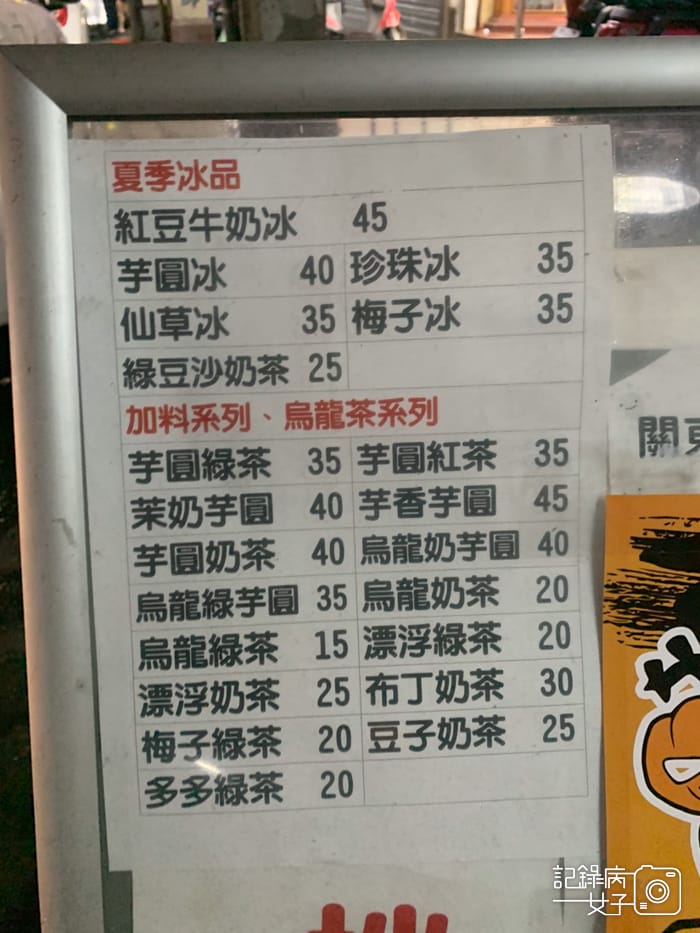 夏季冰品
紅豆牛奶冰 45
芋圓冰 40 珍珠冰 35
仙草冰 35 梅子冰 35
綠豆沙奶茶 25
加料系列、烏龍茶系列
芋圓綠茶 35 芋圓紅茶 35
茉奶芋圓 40 芋香芋圓 45
芋圓奶茶 40 烏龍奶芋圓 40
烏龍綠芋圓 35 烏龍奶茶 20
烏龍綠茶 15 漂浮綠茶 20
漂浮奶茶 25 布丁奶茶 30
梅子綠茶 20 豆子奶茶 25
多多綠茶 20
關東
記錄病
女子